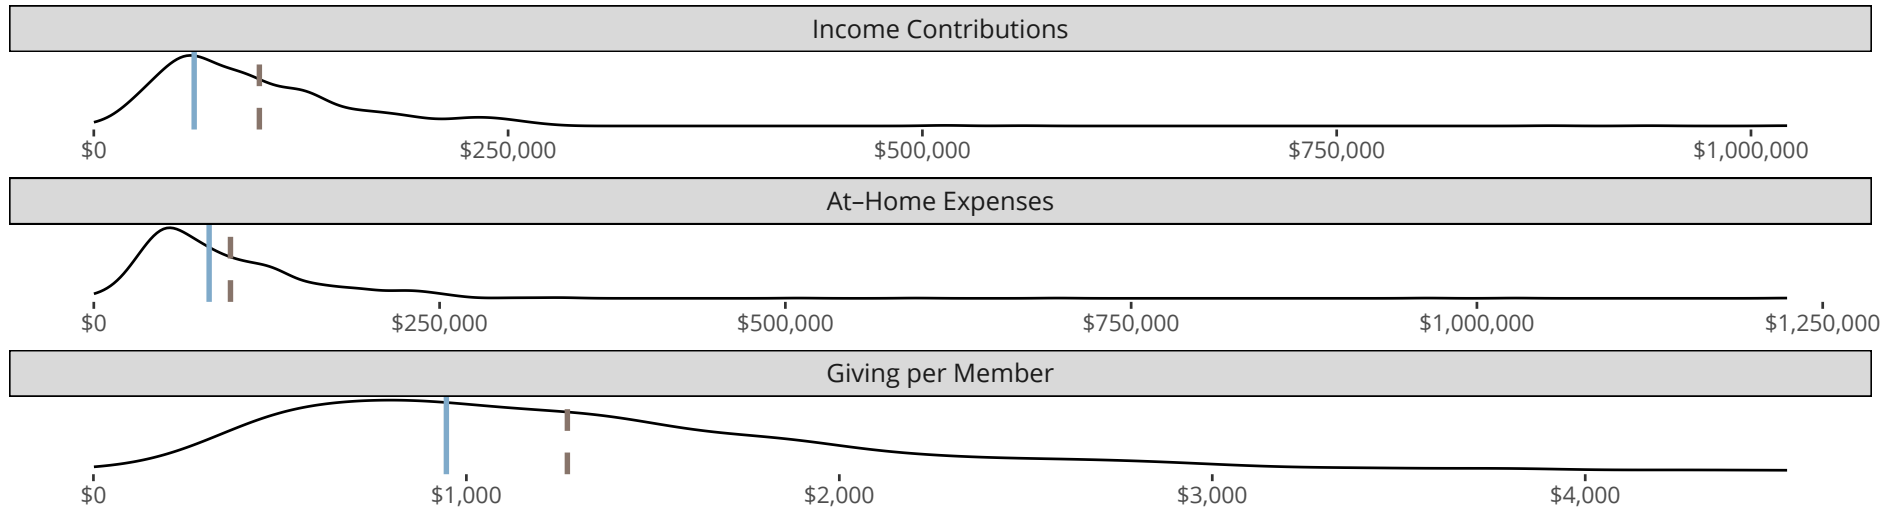 Income Contributions
$0 $250,000 $500,000 $750,000 $1,000,000
At–Home Expenses
$0 $250,000 $500,000 $750,000 $1,000,000 $1,250,000
Giving per Member
$0 $1,000 $2,000 $3,000 $4,000